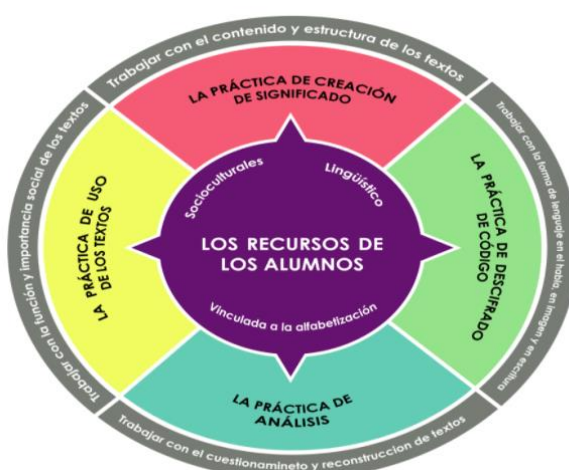 Trabajar con el contenido y estructura de los textos
LA PRÁCTICA DE CREACIÓN
DE SIGNIFICADO
Trabajar con la función y importancia social de los textos
LA PRÁCTICA DE USO
DE LOS TEXTOS
Socioculturales
Lingüístico
LOS RECURSOS DE
LOS ALUMNOS
Vinculada a la alfabetización
LA PRÁCTICA DE DESCIFRADO
DE CÓDIGO
Trabajar con la forma de lenguaje en el habla, en imagen y en escritura
LA PRÁCTICA DE
ANÁLISIS
Trabajar con el cuestionamineto y reconstruccion de textos